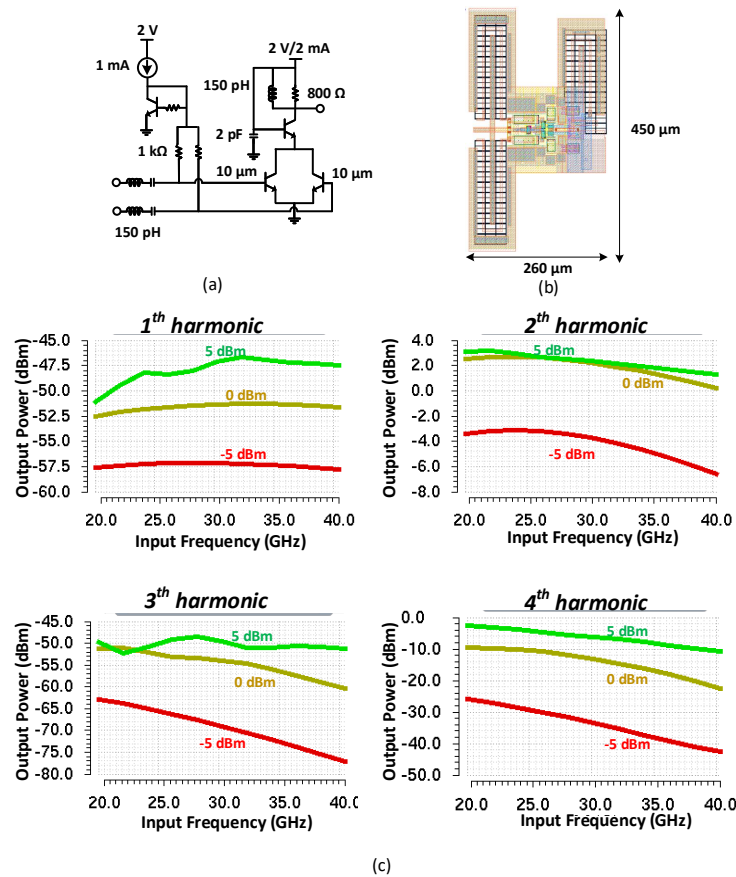 2 V
1 mA
1 kΩ
150 pH
2 V/2 mA
150 pH
800 Ω
2 pF
10 µm
10 µm
(a)
450 µm
260 µm
(b)
1th harmonic
Output Power (dBm)
-45.0
-47.5
-50.0
-52.5
-55.0
-57.5
-60.0
5 dBm
0 dBm
-5 dBm
20.0 25.0 30.0 35.0 40.0
Input Frequency (GHz)
2th harmonic
Output Power (dBm)
4.0
2.0
0.0
-2.0
-4.0
-6.0
-8.0
5 dBm
0 dBm
-5 dBm
20.0 25.0 30.0 35.0 40.0
Input Frequency (GHz)
3th harmonic
Output Power (dBm)
-45.0
-50.0
-55.0
-60.0
-65.0
-70.0
-75.0
-80.0
5 dBm
0 dBm
-5 dBm
20.0 25.0 30.0 35.0 40.0
Input Frequency (GHz)
4th harmonic
Output Power (dBm)
0.0
-10.0
-20.0
-30.0
-40.0
-50.0
5 dBm
0 dBm
-5 dBm
20.0 25.0 30.0 35.0 40.0
Input Frequency (GHz)
(c)